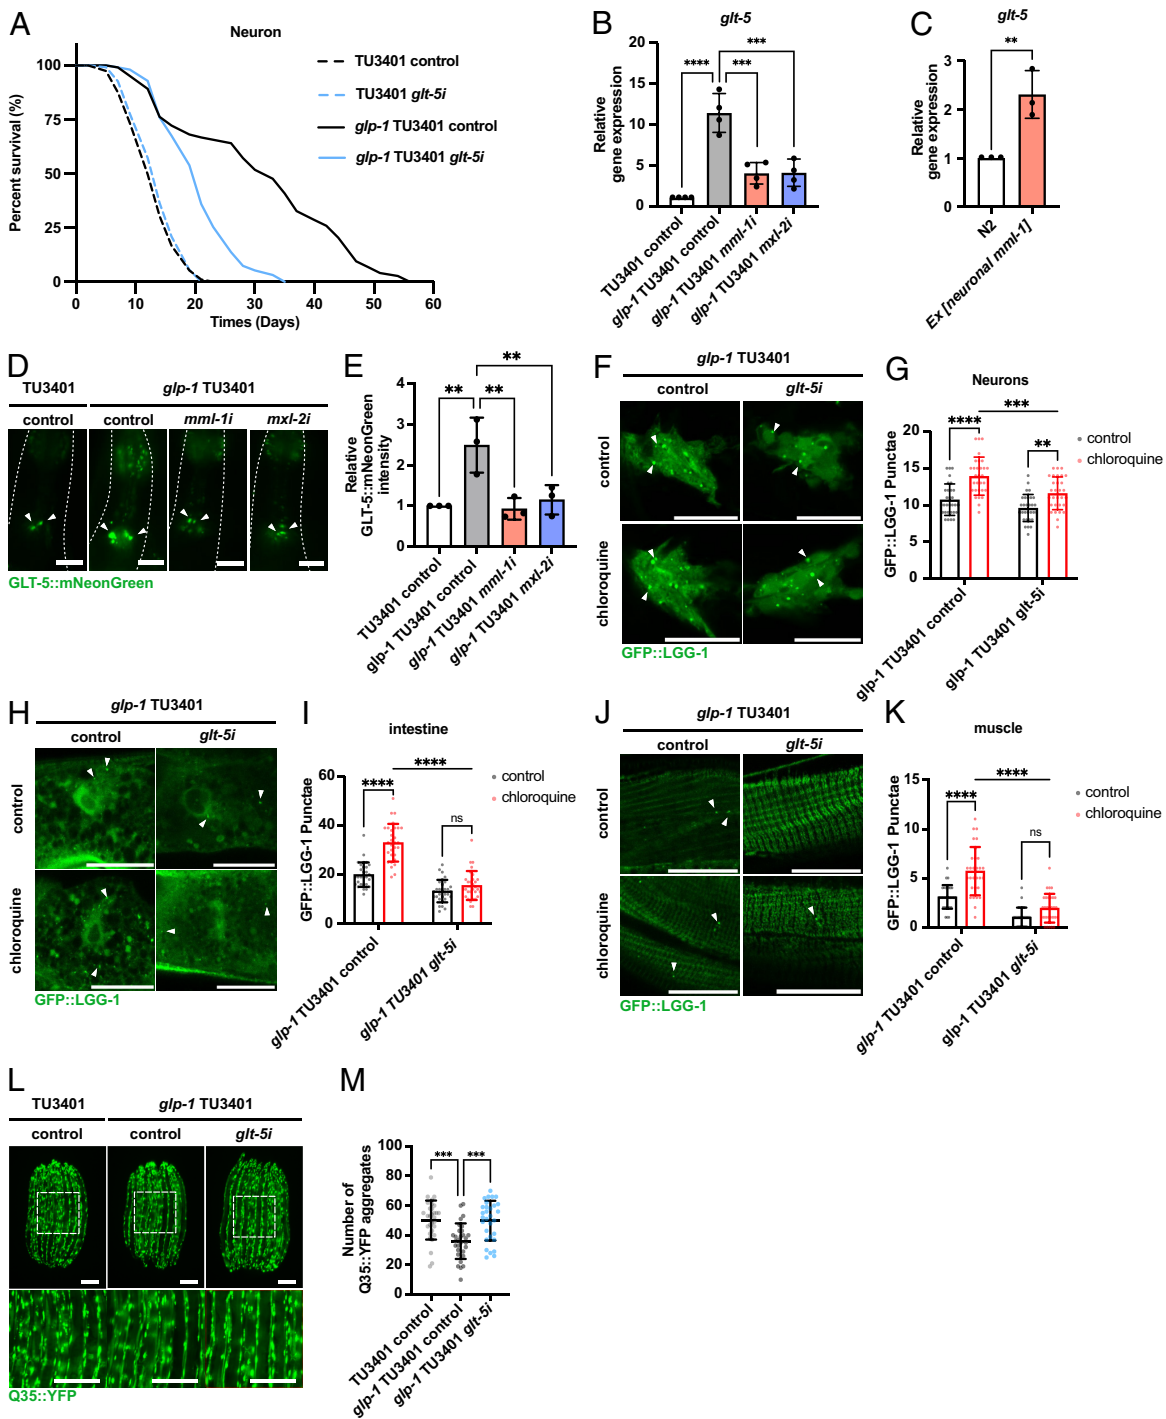 A
Neuron
Percent survival (%)
100
75
50
25
0
0 10 20 30 40 50 60
Times (Days)
TU3401 control
TU3401 glt-5i
glp-1 TU3401 control
glp-1 TU3401 glt-5i
B
glt-5
Relative
gene expression
20
15
10
5
0
**** *** ***
TU3401 control
glp-1 TU3401 control
glp-1 TU3401 mml-1i
glp-1 TU3401 mxl-2i
C
glt-5
Relative
gene expression
3
2
1
0
**
N2
Ex [neuronal mml-1]
D
TU3401 glp-1 TU3401
control control mml-1i mxl-2i
GLT-5::mNeonGreen
E
Relative
GLT-5::mNeonGreen
intensity
4
3
2
1
0
** ** **
TU3401 control
glp-1 TU3401 control
glp-1 TU3401 mml-1i
glp-1 TU3401 mxl-2i
F
glp-1 TU3401
control glt-5i
control
chloroquine
GFP::LGG-1
G
Neurons
GFP::LGG-1 Punctae
20
15
10
5
0
**** *** **
control
chloroquine
glp-1 TU3401 control
glp-1 TU3401 glt-5i
H
glp-1 TU3401
control glt-5i
control
chloroquine
GFP::LGG-1
I
intestine
GFP::LGG-1 Punctae
60
40
20
0
**** **** ns
control
chloroquine
glp-1 TU3401 control
glp-1 TU3401 glt-5i
J
glp-1 TU3401
control glt-5i
control
chloroquine
GFP::LGG-1
K
muscle
GFP::LGG-1 Punctae
15
10
5
0
**** **** ns
control
chloroquine
glp-1 TU3401 control
glp-1 TU3401 glt-5i
L
TU3401 glp-1 TU3401
control control glt-5i
Q35::YFP
M
Number of
Q35::YFP aggregates
100
80
60
40
20
0
*** ***
TU3401 control
glp-1 TU3401 control
glp-1 TU3401 glt-5i